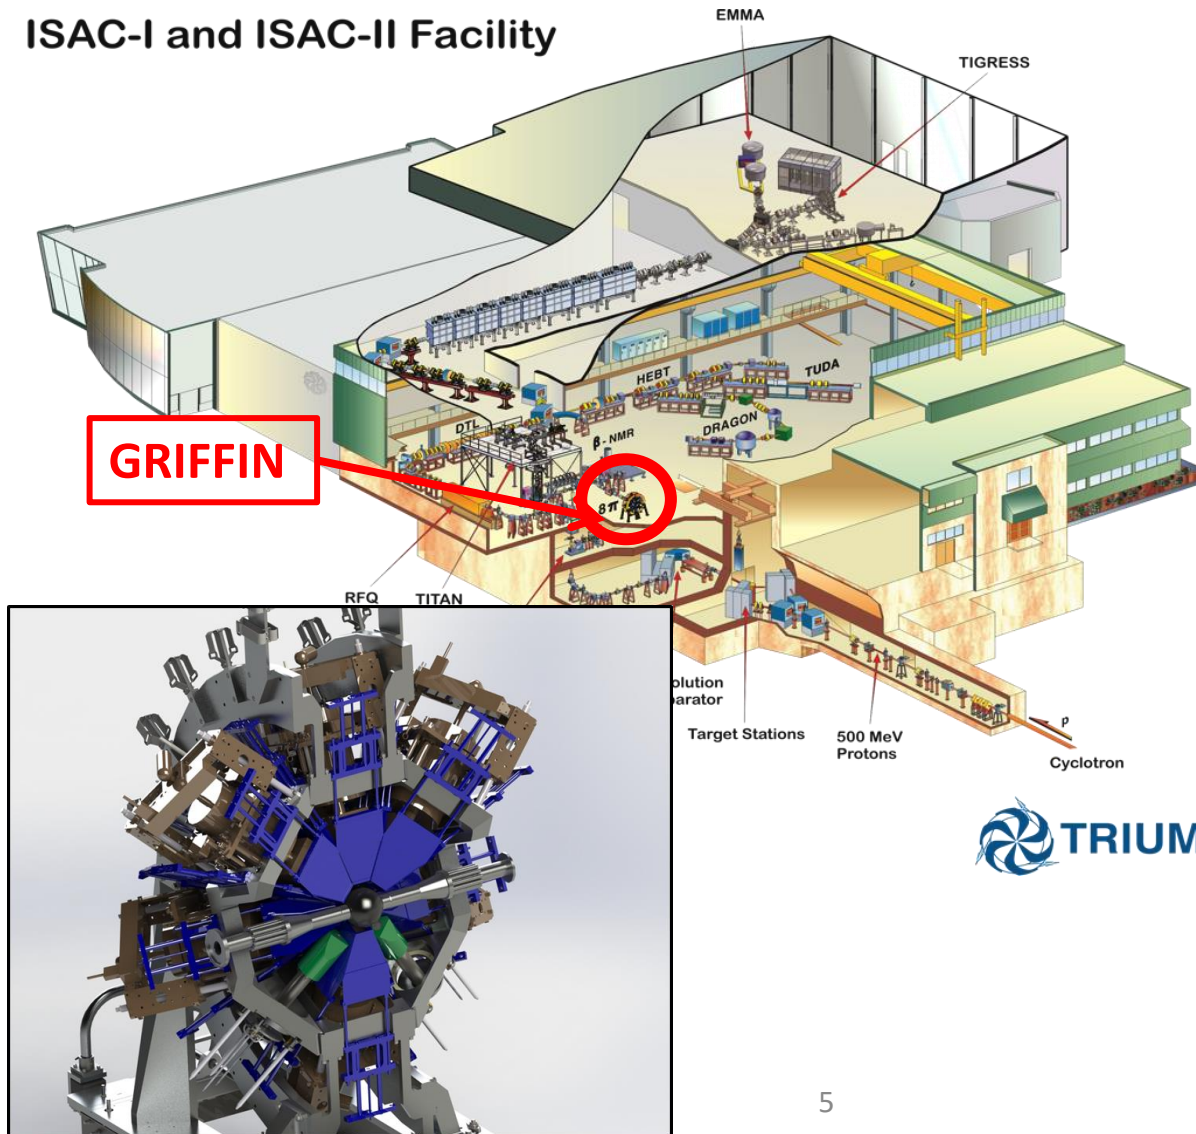 ISAC-I and ISAC-II Facility
EMMA
TIGRESS
HEBT
TUDA
DTL
β-NMR
DRAGON
GRIFFIN
8π
RFQ
TITAN
olution
parator
Target Stations
500 MeV
Protons
P
Cyclotron
TRIUM
5